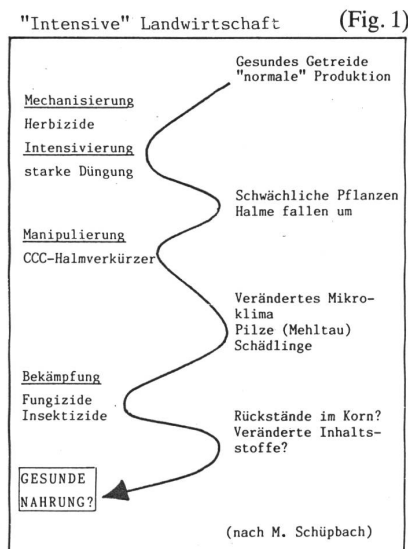 "Intensive" Landwirtschaft (Fig. 1)
Gesundes Getreide
"normale" Produktion
Mechanisierung
Herbizide
Intensivierung
starke Düngung
Schwächliche Pflanzen
Halme fallen um
Manipulierung
CCC-Halmverkürzer
Verändertes Mikro-
klima
Pilze (Mehltau)
Schädlinge
Bekämpfung
Fungizide
Insektizide
Rückstände im Korn?
Veränderte Inhalts-
stoffe?
GESUNDE
NAHRUNG?
(nach M. Schüpbach)